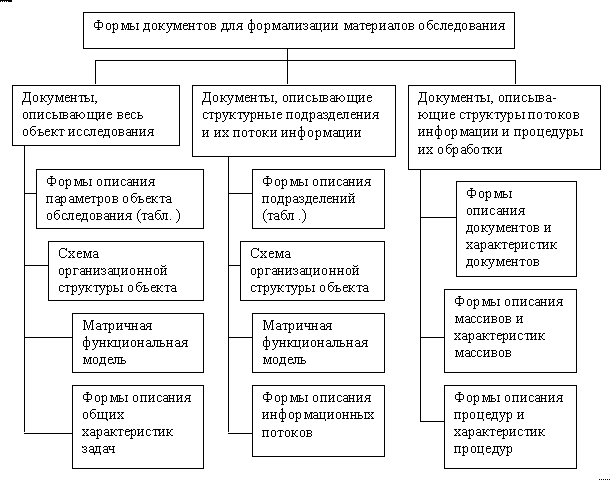 Формы документов для формализации материалов обследования
Документы,
описывающие весь
объект исследования
Формы описания
параметров объекта
обследования (табл. )
Схема
организационной
структуры объекта
Матричная
функциональная
модель
Формы описания
общих
характеристик
задач
Документы, описывающие
структурные подразделения
и их потоки информации
Формы описания
подразделений
(табл .)
Схема
организационной
структуры объекта
Матричная
функциональная
модель
Формы описания
информационных
потоков
Документы, описыва-
ющие структуры потоков
информации и процедуры
их обработки
Формы
описания
документов и
характеристик
документов
Формы описания
массивов и
характеристик
массивов
Формы описания
процедур и
характеристик
процедур